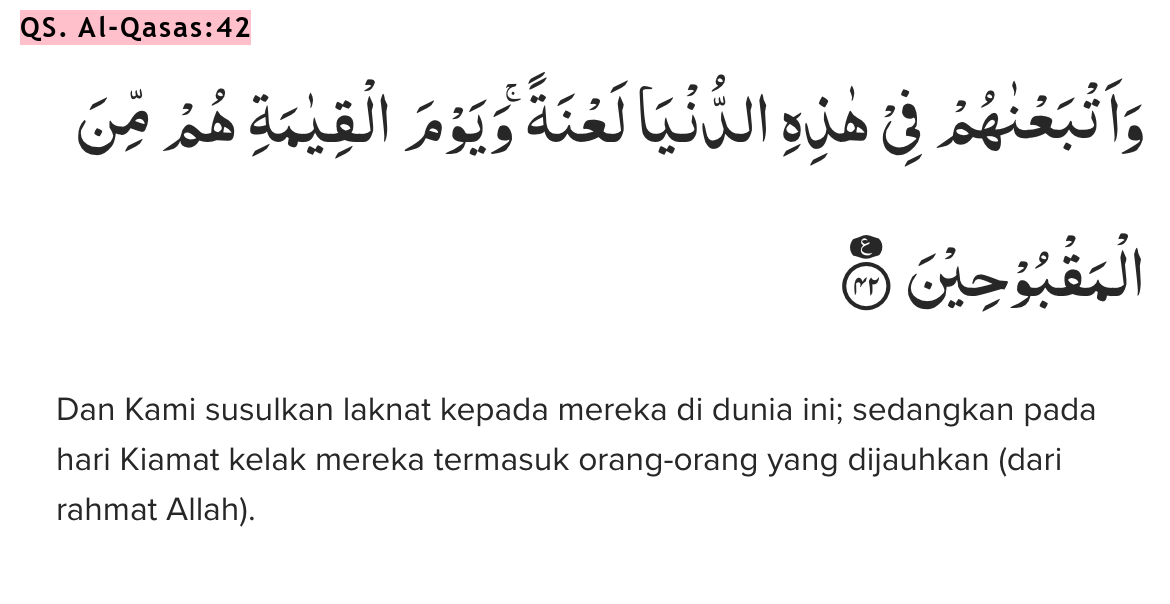 QS. Al-Qasas:42
وَاَتْبَعْنٰهُمْ فِيْ هٰذِهِ الدُّنْيَا لَعْنَةً ۚوَيَوْمَ الْقِيٰمَةِ هُمْ مِّنَ
الْمَقْبُوْحِيْنَ ࣖ ٤٢
Dan Kami susulkan laknat kepada mereka di dunia ini; sedangkan pada
hari Kiamat kelak mereka termasuk orang-orang yang dijauhkan (dari
rahmat Allah).